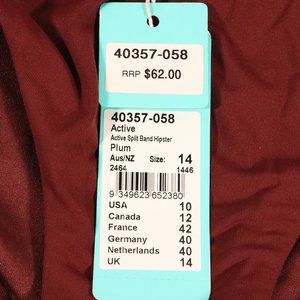 40357-058
RRP $62.00
40357-058
Active
Active Split Band Hipster
Plum
Aus/NZ Size: 14
2464 1446
9 349623 652380
USA 10
Canada 12
France 42
Germany 40
Netherlands 40
UK 14